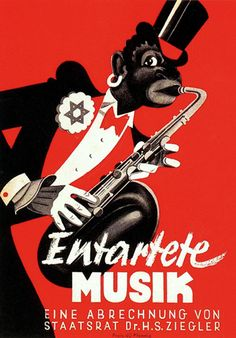 Entartete
MUSIK
EINE ABRECHNUNG VON
STAATSRAT Dr. H.S. ZIEGLER